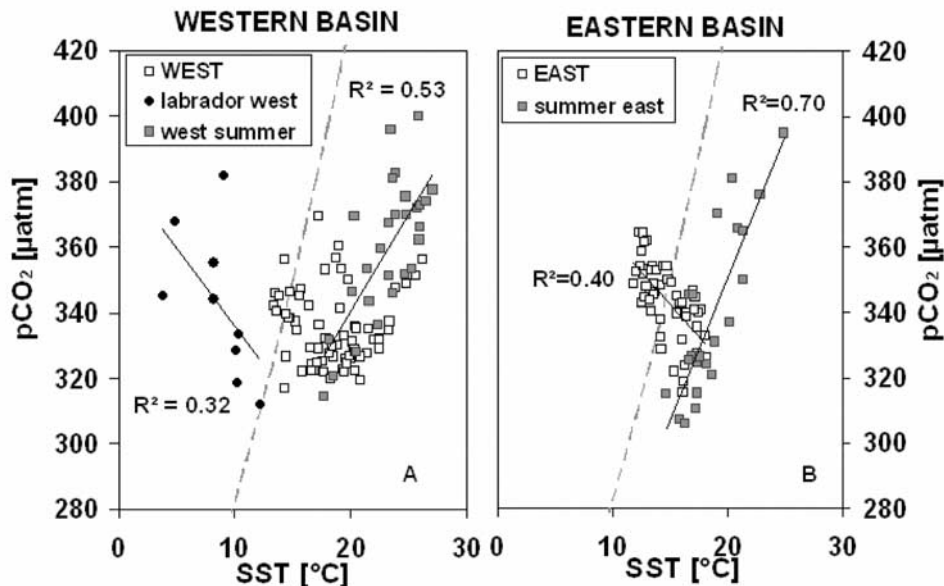 WESTERN BASIN
EASTERN BASIN
420
400
380
360
340
320
300
280
pCO₂ [µatm]
WEST
labrador west
west summer
R² = 0.53
R² = 0.32
A
0
10
20
30
SST [°C]
EAST
summer east
R²=0.70
R²=0.40
B
0
10
20
30
SST [°C]
420
400
380
360
340
320
300
280
pCO₂ [µatm]